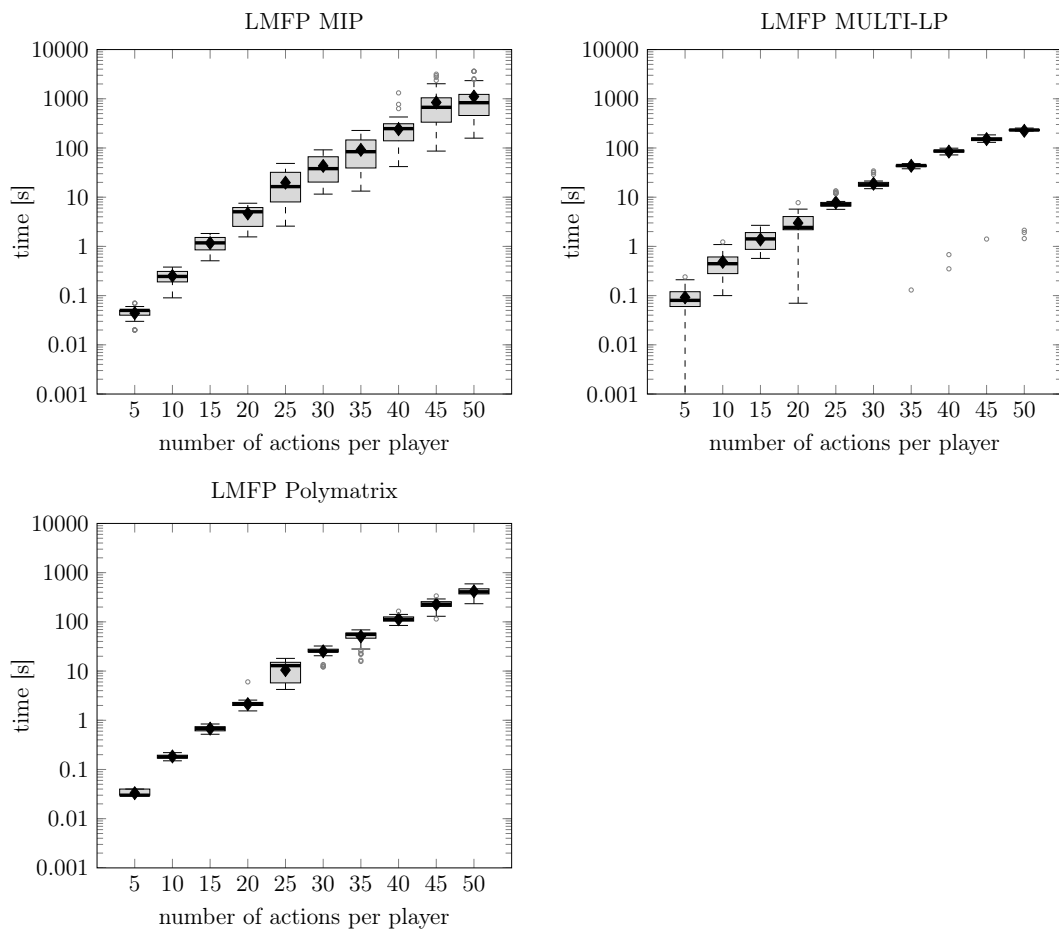 LMFP MIP
10000
1000
100
10
1
0.1
0.01
0.001
time [s]
5 10 15 20 25 30 35 40 45 50
number of actions per player
LMFP MULTI-LP
10000
1000
100
10
1
0.1
0.01
0.001
time [s]
5 10 15 20 25 30 35 40 45 50
number of actions per player
LMFP Polymatrix
10000
1000
100
10
1
0.1
0.01
0.001
time [s]
5 10 15 20 25 30 35 40 45 50
number of actions per player